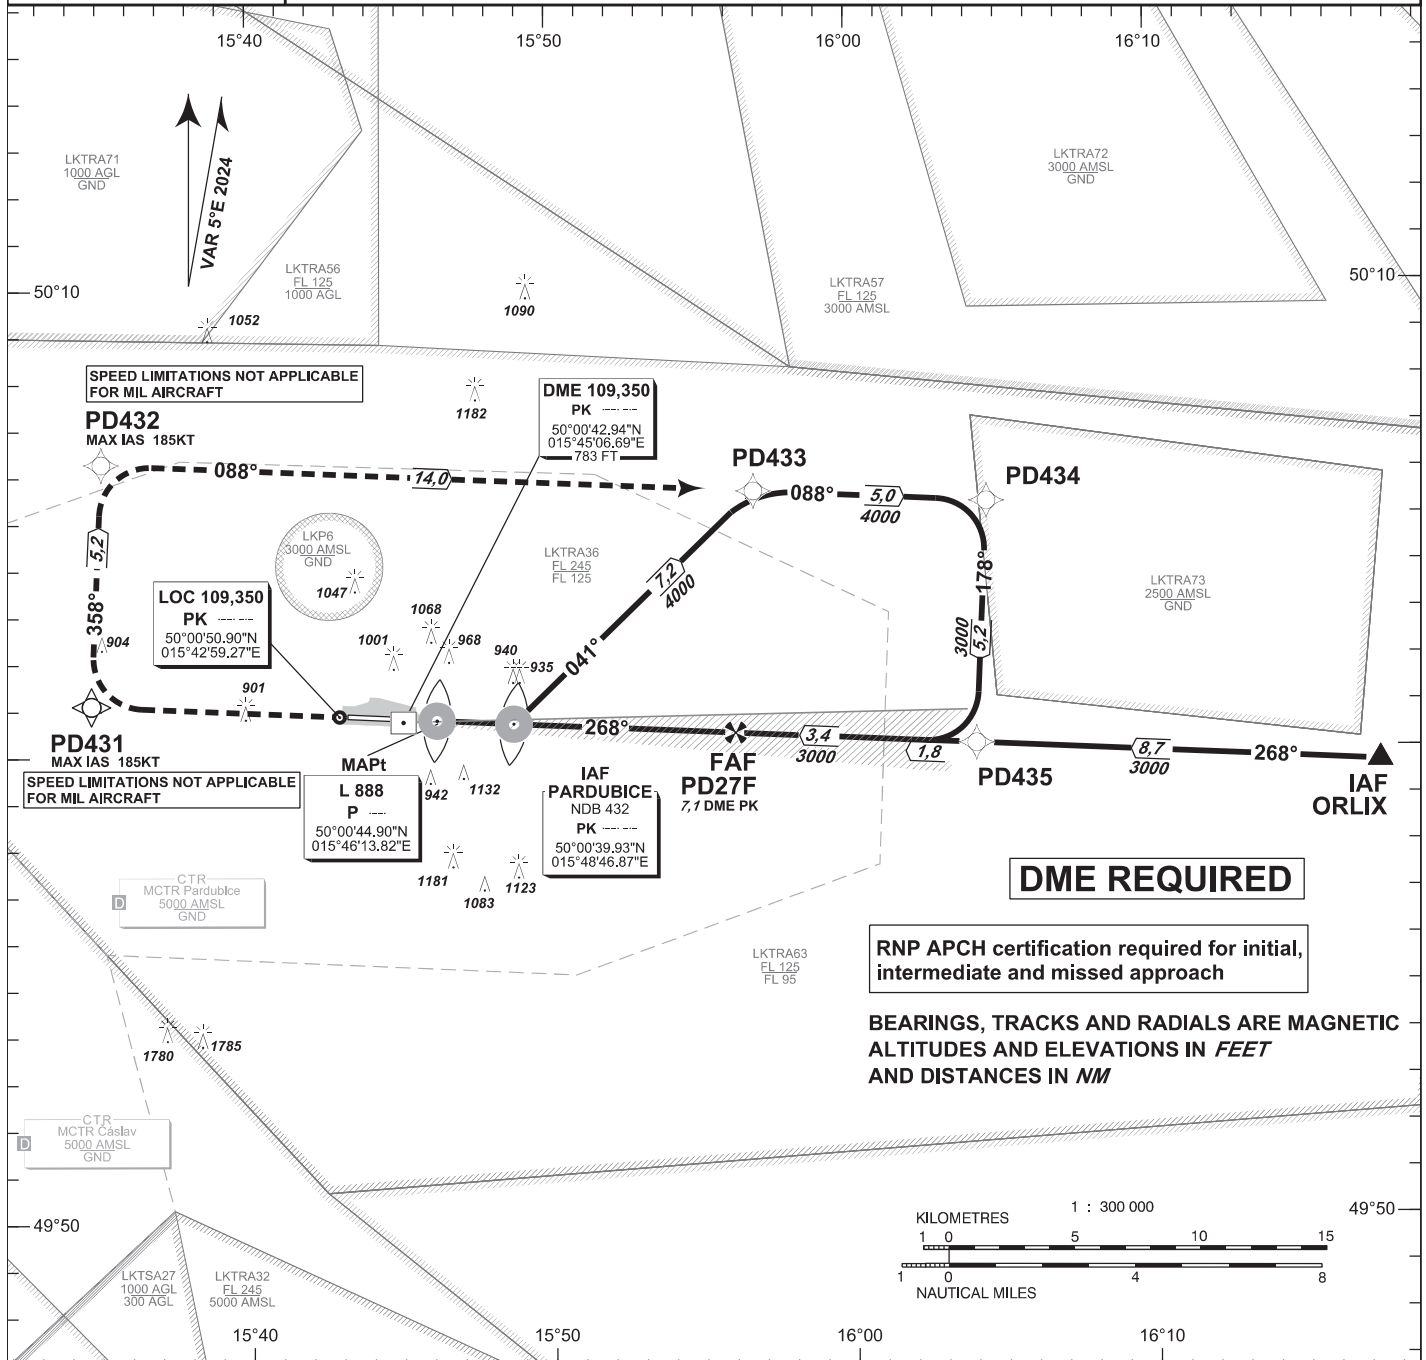 15°40
15°50
16°00
16°10
LKTRA71
1000 AGL
GND
VAR 5°E 2024
LKTRA72
3000 AMSL
GND
LKTRA56
FL 125
1000 AGL
LKTRA57
FL 125
3000 AMSL
50°10
50°10
1052
1090
SPEED LIMITATIONS NOT APPLICABLE
FOR MIL AIRCRAFT
PD432
MAX IAS 185KT
1182
DME 109,350
PK
50°00'42.94"N
015°45'06.69"E
783 FT
088°
14,0
PD433
088°
5,0
4000
PD434
5,2
358°
904
LKP6
3000 AMSL
GND
1047
LKTRA36
FL 245
FL 125
7,2
4000
041°
178°
3000
5,2
LKTRA73
2500 AMSL
GND
LOC 109,350
PK
50°00'50.90"N
015°42'59.27"E
1068
1001
968
940
935
901
PD431
MAX IAS 185KT
SPEED LIMITATIONS NOT APPLICABLE
FOR MIL AIRCRAFT
268°
FAF
PD27F
7,1 DME PK
3,4
3000
1,8
PD435
8,7
3000
268°
IAF
ORLIX
MAPt
L 888
P
50°00'44.90"N
015°46'13.82"E
942
1132
IAF
PARDUBICE
NDB 432
PK
50°00'39.93"N
015°48'46.87"E
1181
1083
1123
DME REQUIRED
CTR
MCTR Pardubice
5000 AMSL
GND
D
LKTRA63
FL 125
FL 95
RNP APCH certification required for initial,
intermediate and missed approach
BEARINGS, TRACKS AND RADIALS ARE MAGNETIC
ALTITUDES AND ELEVATIONS IN FEET
AND DISTANCES IN NM
1780
1785
CTR
MCTR Čáslav
5000 AMSL
GND
D
49°50
49°50
1 : 300 000
KILOMETRES
1 0 5 10 15
1 0 4 8
NAUTICAL MILES
LKTSA27
1000 AGL
300 AGL
LKTRA32
FL 245
5000 AMSL
15°40
15°50
16°00
16°10